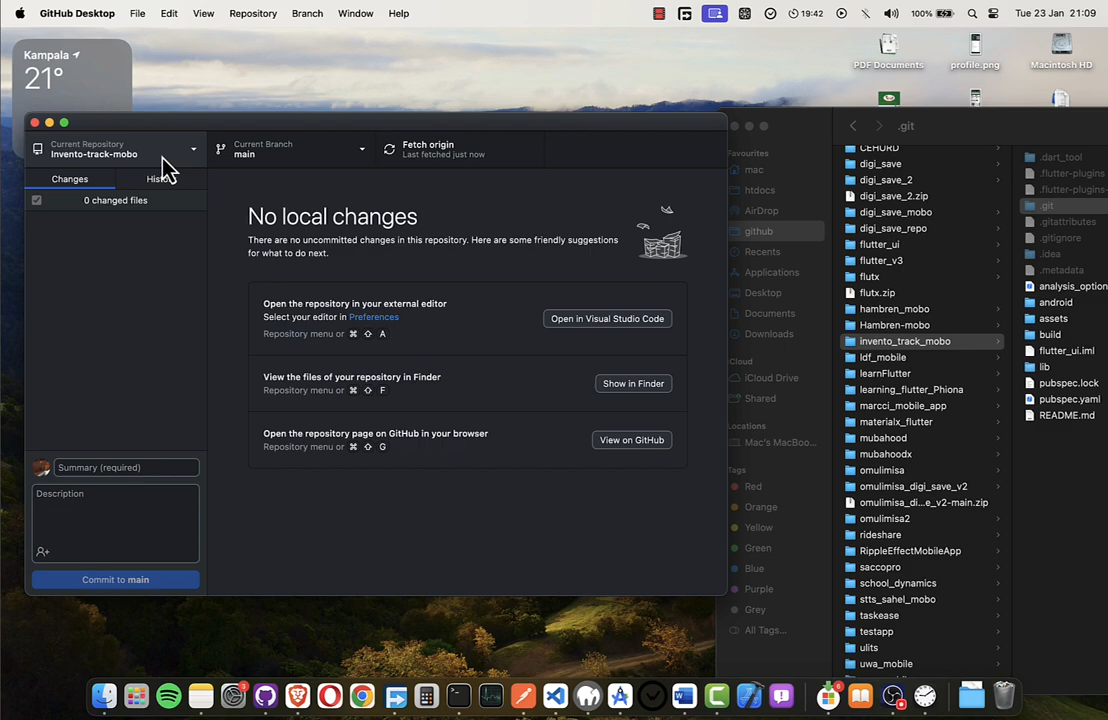 GitHub Desktop File Edit View Repository Branch Window Help
19:42 100% Tue 23 Jan 21:09
Kampala
21°
PDF Documents profile.png Macintosh HD
Current Repository
Invento-track-mobo
Current Branch
main
Fetch origin
Last fetched just now
Changes
0 changed files
No local changes
There are no uncommitted changes in this repository. Here are some friendly suggestions
for what to do next.
Open the repository in your external editor
Select your editor in Preferences
Repository menu or ⌘ ⇧ A
Open in Visual Studio Code
View the files of your repository in Finder
Repository menu or ⌘ ⇧ F
Show in Finder
Open the repository page on GitHub in your browser
Repository menu or ⌘ ⇧ G
View on GitHub
Summary (required)
Description
Commit to main
.git
Favourites
mac
htdocs
AirDrop
github
Recents
Applications
Desktop
Documents
Downloads
iCloud Drive
Shared
Locations
Mac's MacBoo...
Tags
Red
Orange
Yellow
Green
Blue
Purple
Grey
All Tags...
CEHORD
digi_save
digi_save_2
digi_save_2.zip
digi_save_mobo
digi_save_repo
flutter_ui
flutter_v3
flutx
flutx.zip
hambren_mobo
Hambren-mobo
invento_track_mobo
ldf_mobile
learnFlutter
learning_flutter_Phiona
marcci_mobile_app
materialx_flutter
mubahood
mubahoodx
omulimisa
omulimisa_digi_save_v2
omulimisa_di...e_v2-main.zip
omulimisa2
rideshare
RippleEffectMobileApp
saccopro
school_dynamics
stts_sahel_mobo
taskease
testapp
ulits
uwa_mobile
.dart_tool
.flutter-plugins
.flutter-plugins-
.git
.gitattributes
.gitignore
.idea
.metadata
analysis_option
android
assets
build
flutter_ui.iml
lib
pubspec.lock
pubspec.yaml
README.md
3
6